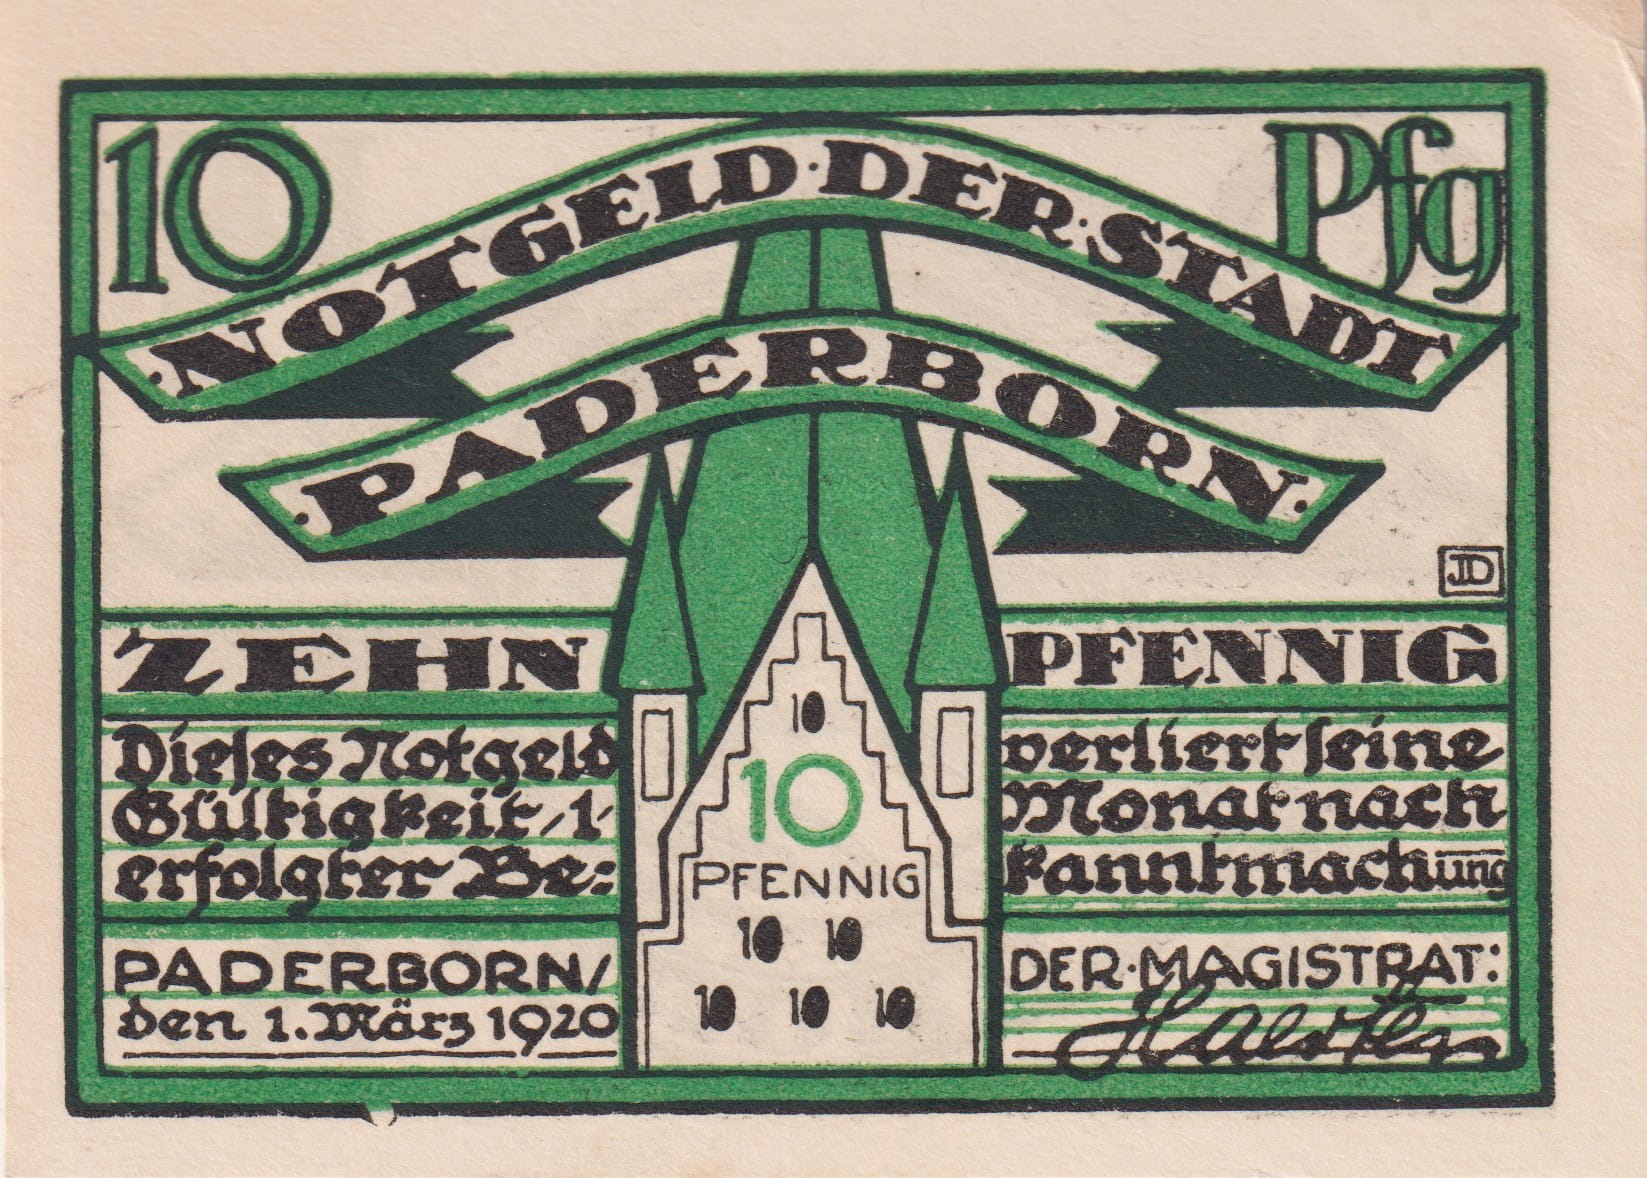 10 Pfg
NOTGELD·DER·STADT
·PADERBORN·
JD
ZEHN PFENNIG
Dieses Notgeld verliert seine
Gültigkeit / 1 Monat nach
erfolgter Be= kanntmachung
10
10
PFENNIG
10 10
10 10 10
PADERBORN/
den 1. März 1920
DER·MAGISTRAT: